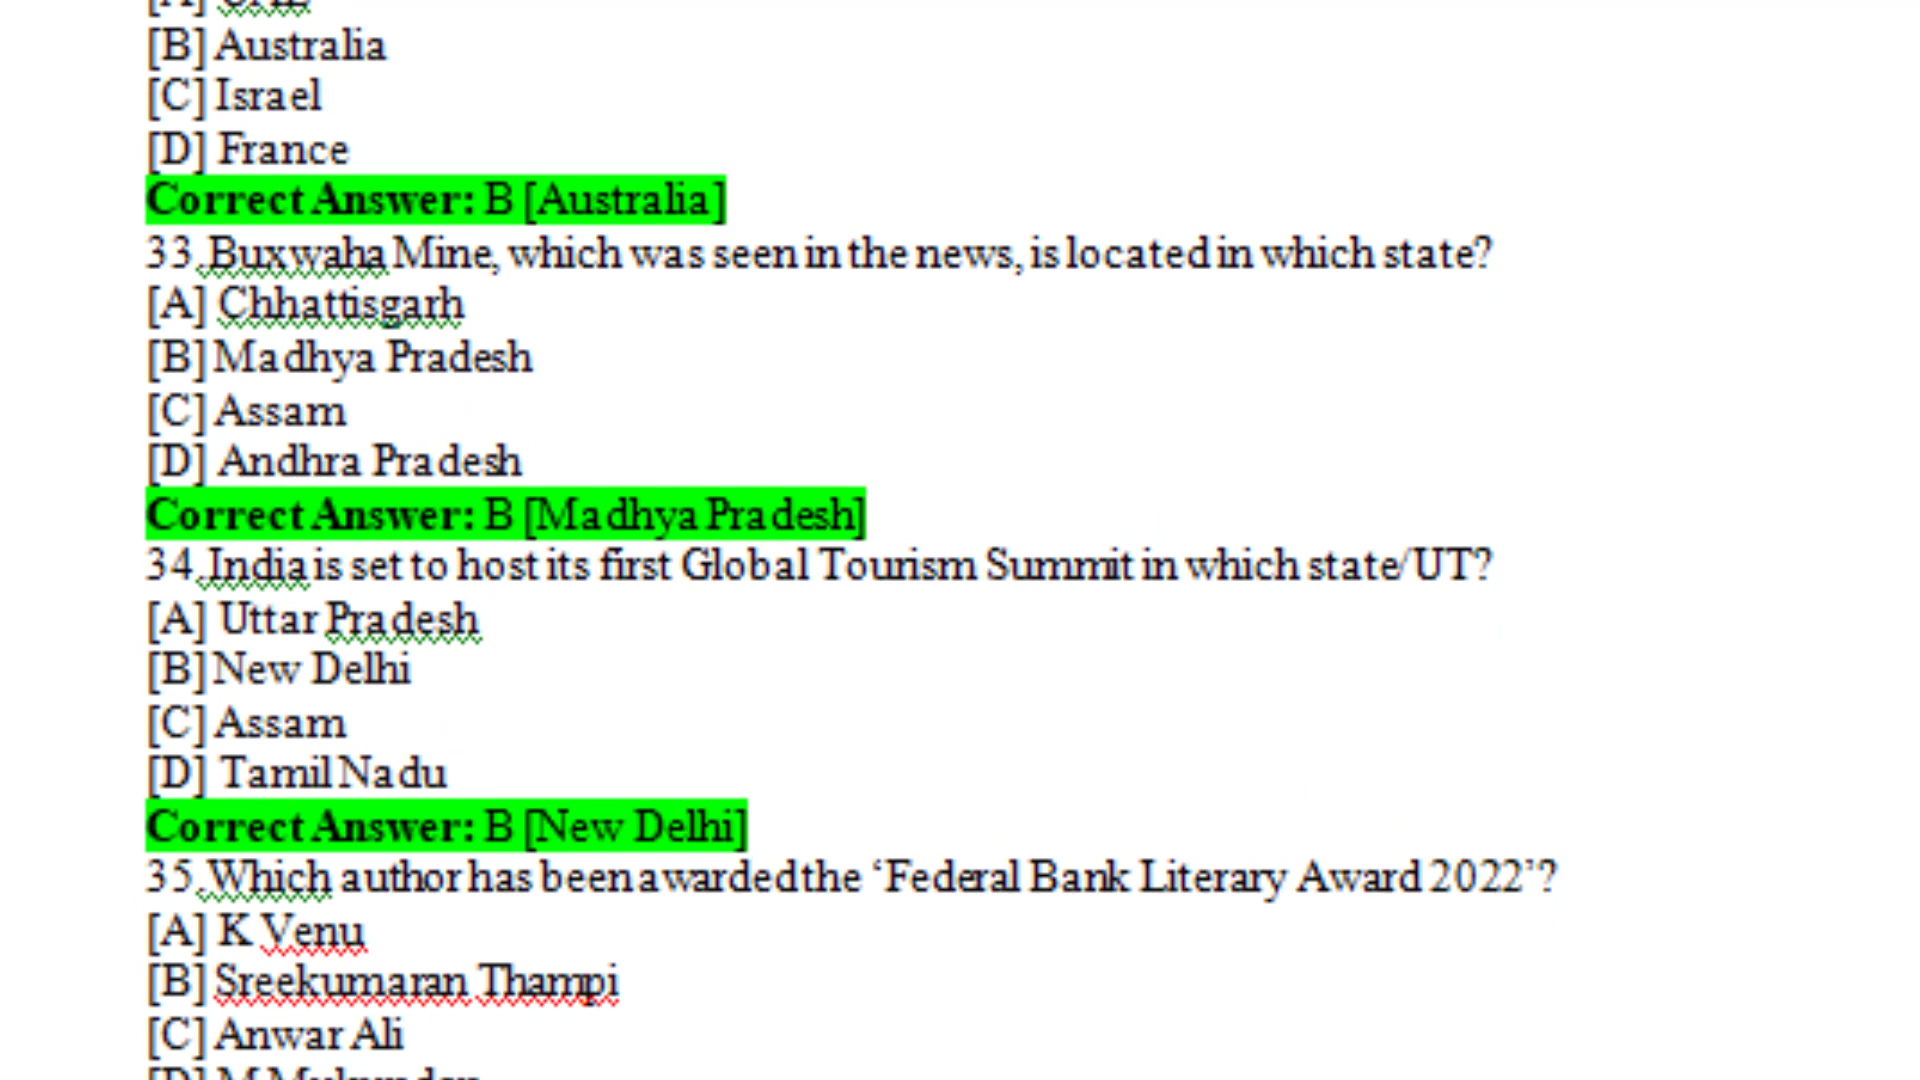 [A]
[B] Australia
[C] Israel
[D] France
Correct Answer: B [Australia]
33. Buxwaha Mine, which was seen in the news, is located in which state?
[A] Chhattisgarh
[B] Madhya Pradesh
[C] Assam
[D] Andhra Pradesh
Correct Answer: B [Madhya Pradesh]
34. India is set to host its first Global Tourism Summit in which state/UT?
[A] Uttar Pradesh
[B] New Delhi
[C] Assam
[D] Tamil Nadu
Correct Answer: B [New Delhi]
35. Which author has been awarded the ‘Federal Bank Literary Award 2022’?
[A] K Venu
[B] Sreekumaran Thampi
[C] Anwar Ali
[D] M